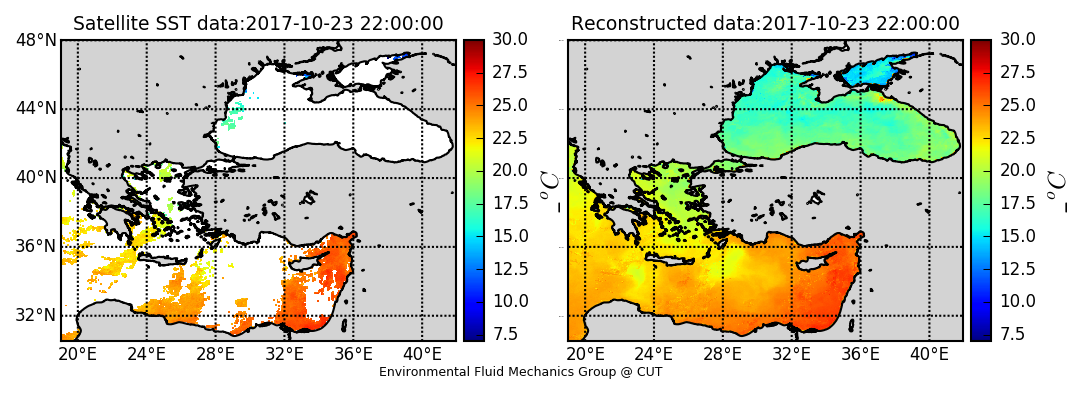 Satellite SST data:2017-10-23 22:00:00
48°N
44°N
40°N
36°N
32°N
20°E 24°E 28°E 32°E 36°E 40°E
30.0
27.5
25.0
22.5
20.0
17.5
15.0
12.5
10.0
7.5
_ °C
Reconstructed data:2017-10-23 22:00:00
20°E 24°E 28°E 32°E 36°E 40°E
30.0
27.5
25.0
22.5
20.0
17.5
15.0
12.5
10.0
7.5
_ °C
Environmental Fluid Mechanics Group @ CUT